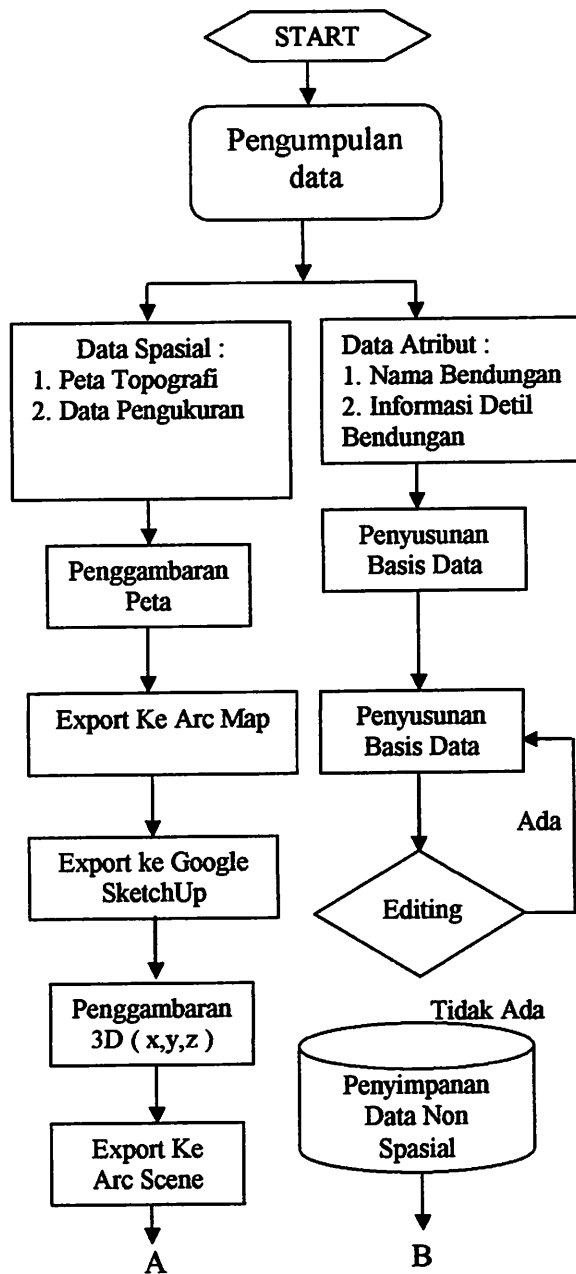 START
Pengumpulan
data
Data Spasial :
1. Peta Topografi
2. Data Pengukuran
Penggambaran
Peta
Export Ke Arc Map
Export ke Google
SketchUp
Penggambaran
3D ( x,y,z )
Export Ke
Arc Scene
A
Data Atribut :
1. Nama Bendungan
2. Informasi Detil
Bendungan
Penyusunan
Basis Data
Penyusunan
Basis Data
Ada
Editing
Tidak Ada
Penyimpanan
Data Non
Spasial
B